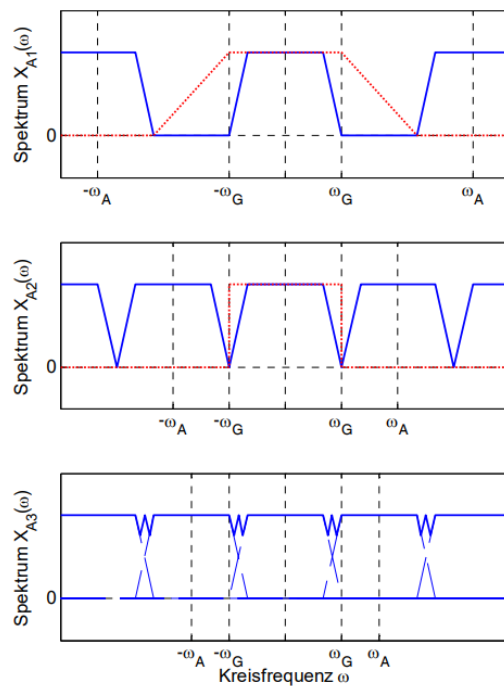 Spektrum X_A1(ω)
0
-ω_A -ω_G ω_G ω_A
Spektrum X_A2(ω)
0
-ω_A -ω_G ω_G ω_A
Spektrum X_A3(ω)
0
-ω_A -ω_G ω_G ω_A
Kreisfrequenz ω